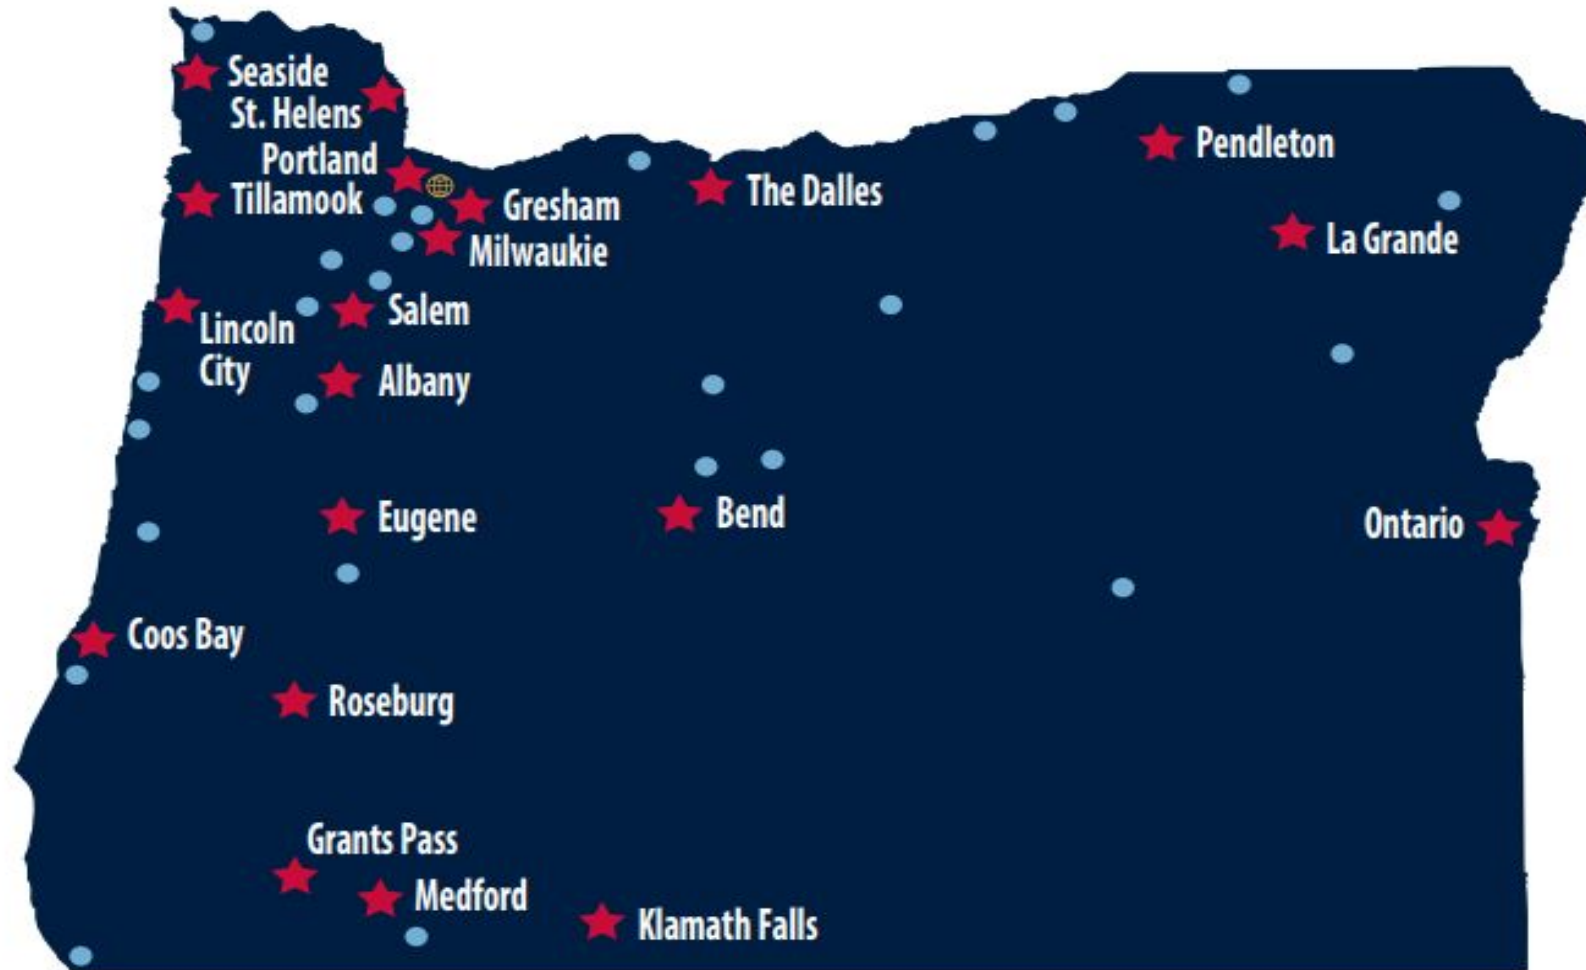 Seaside
St. Helens
Portland
Tillamook
Pendleton
The Dalles
Gresham
La Grande
Milwaukie
Salem
Lincoln
City
Albany
Eugene
Bend
Ontario
Coos Bay
Roseburg
Grants Pass
Medford
Klamath Falls